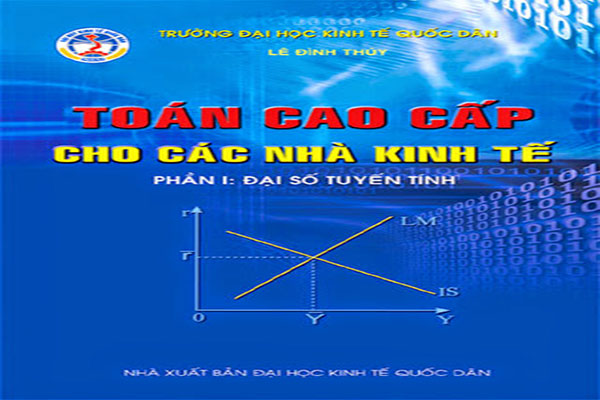 TRƯỜNG ĐẠI HỌC KINH TẾ QUỐC DÂN
LÊ ĐÌNH THÚY
TOÁN CAO CẤP
CHO CÁC NHÀ KINH TẾ
PHẦN I: ĐẠI SỐ TUYẾN TÍNH
r
LM
r̅
IS
0
Y̅
Y
NHÀ XUẤT BẢN ĐẠI HỌC KINH TẾ QUỐC DÂN